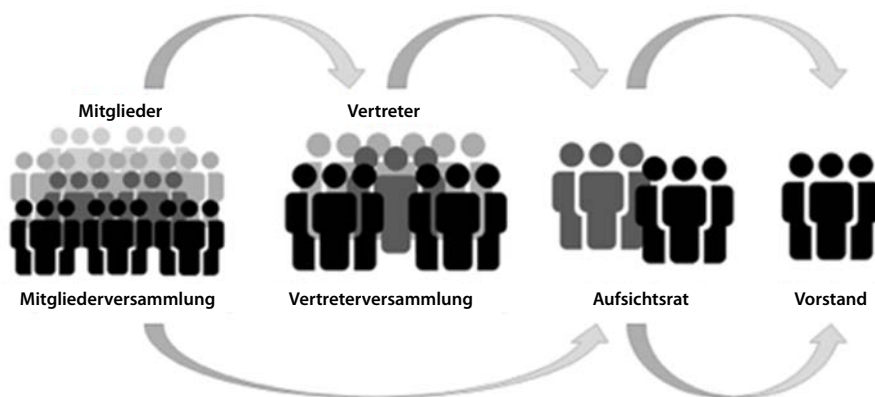 Mitglieder
Vertreter
Mitgliederversammlung
Vertreterversammlung
Aufsichtsrat
Vorstand